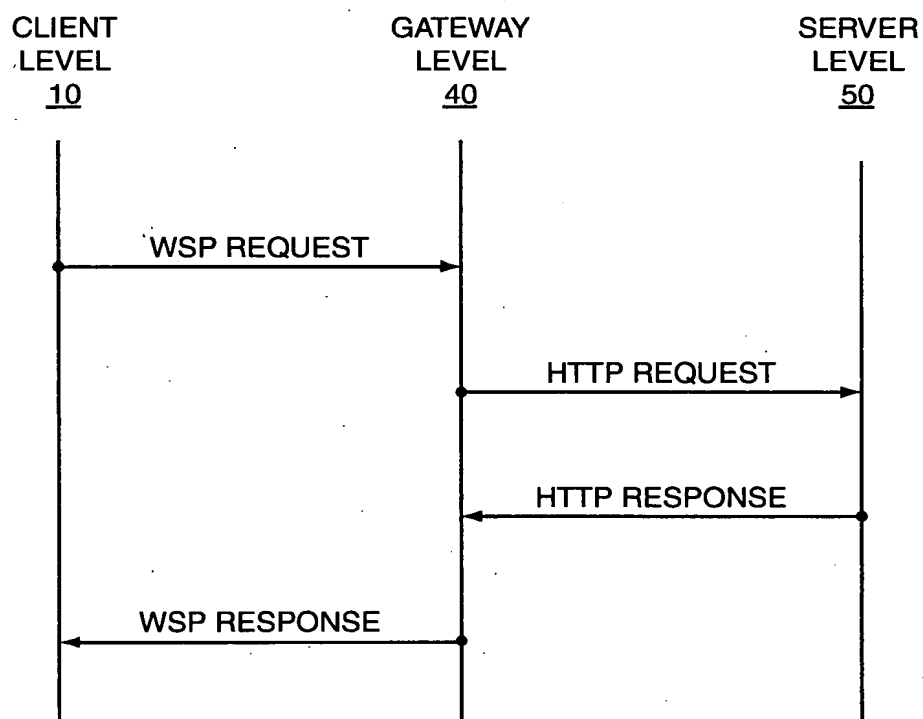 CLIENT
LEVEL
10
GATEWAY
LEVEL
40
SERVER
LEVEL
50
WSP REQUEST
HTTP REQUEST
HTTP RESPONSE
WSP RESPONSE